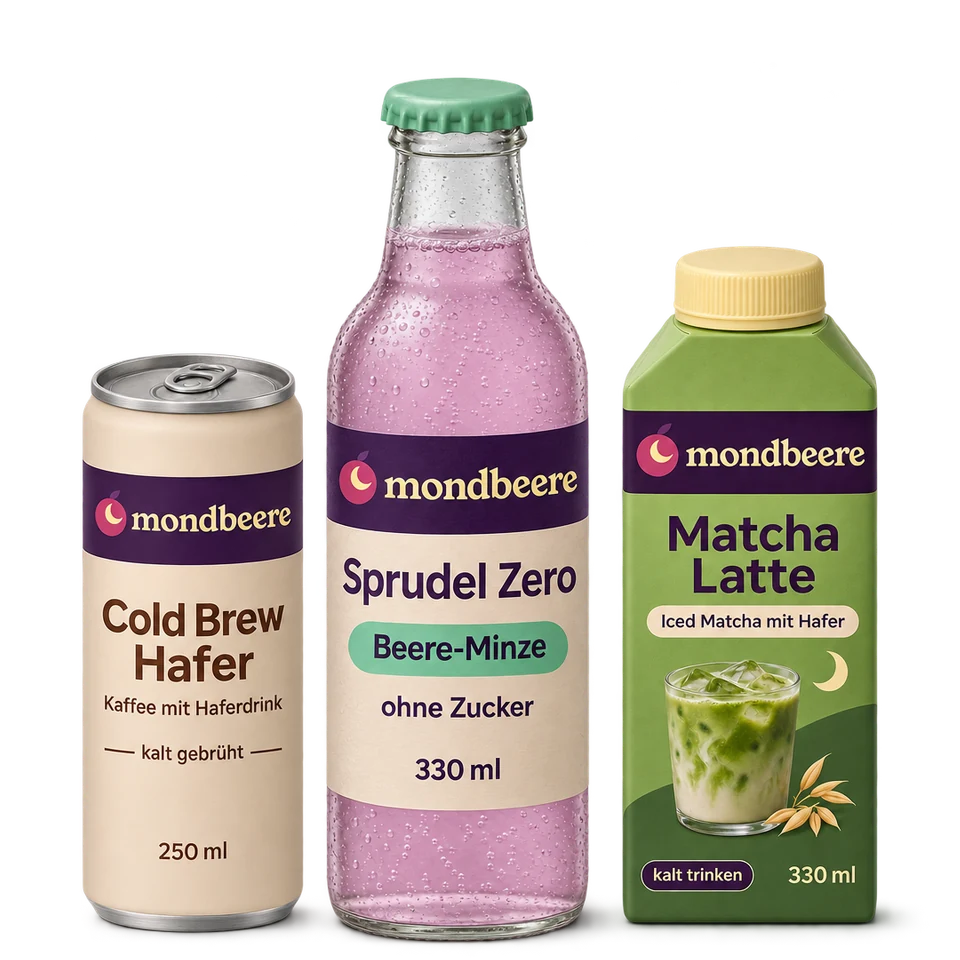 mondbeere
Cold Brew
Hafer
Kaffee mit Haferdrink
kalt gebrüht
250 ml
mondbeere
Sprudel Zero
Beere-Minze
ohne Zucker
330 ml
mondbeere
Matcha
Latte
Iced Matcha mit Hafer
kalt trinken
330 ml